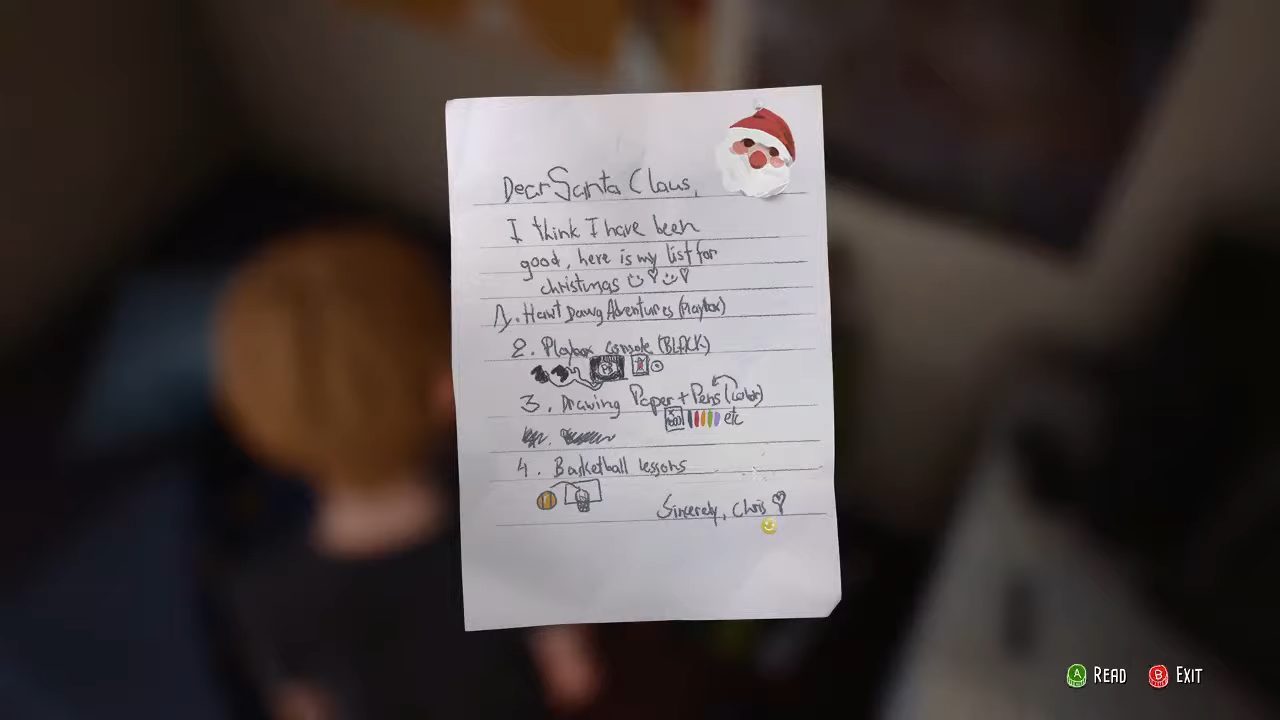 Dear Santa Claus,
I think I have been
good, here is my list for
christmas
1. Hawt Dawg Adventures (Playbox)
2. Playbox console (BLACK)
3. Drawing Paper + Pens (color)
etc
4. Basketball lessons
Sincerely, Chris
A READ B EXIT